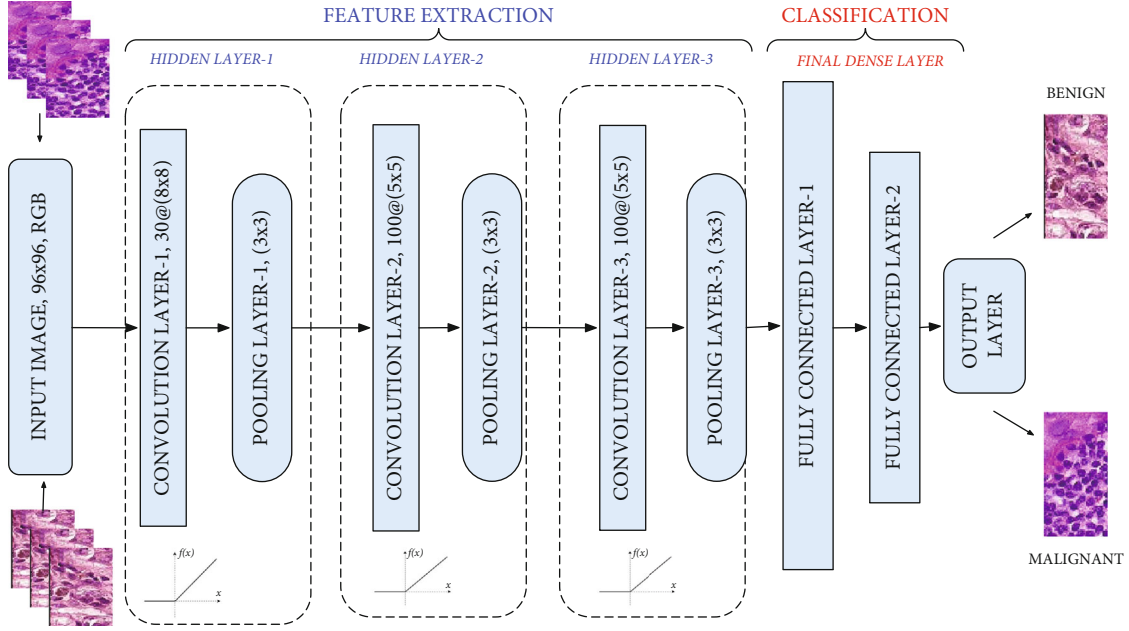 FEATURE EXTRACTION
CLASSIFICATION
HIDDEN LAYER-1
HIDDEN LAYER-2
HIDDEN LAYER-3
FINAL DENSE LAYER
INPUT IMAGE, 96x96, RGB
CONVOLUTION LAYER-1, 30@(8x8)
POOLING LAYER-1, (3x3)
CONVOLUTION LAYER-2, 100@(5x5)
POOLING LAYER-2, (3x3)
CONVOLUTION LAYER-3, 100@(5x5)
POOLING LAYER-3, (3x3)
FULLY CONNECTED LAYER-1
FULLY CONNECTED LAYER-2
OUTPUT
LAYER
BENIGN
MALIGNANT
f(x)
x
f(x)
x
f(x)
x